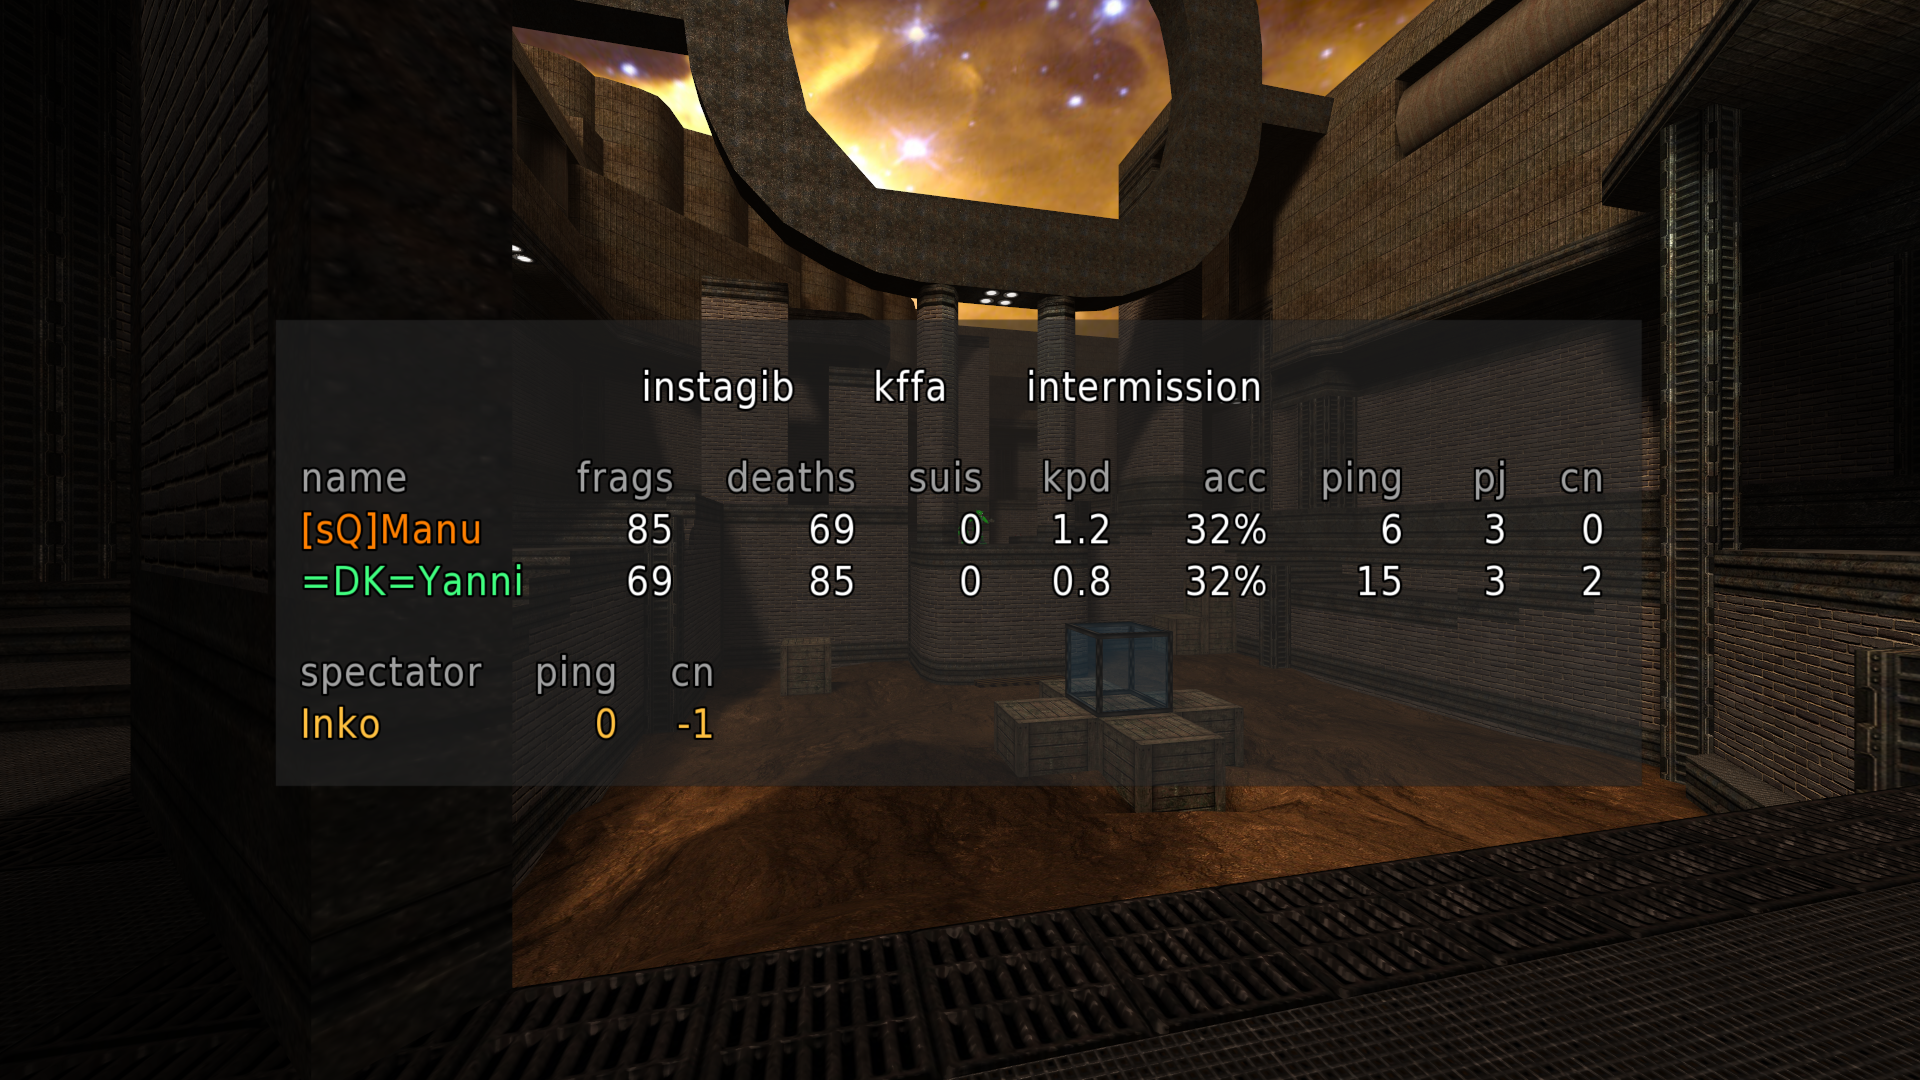 instagib kffa intermission
name frags deaths suis kpd acc ping pj cn
[sQ]Manu 85 69 0 1.2 32% 6 3 0
=DK=Yanni 69 85 0 0.8 32% 15 3 2
spectator ping cn
Inko 0 -1